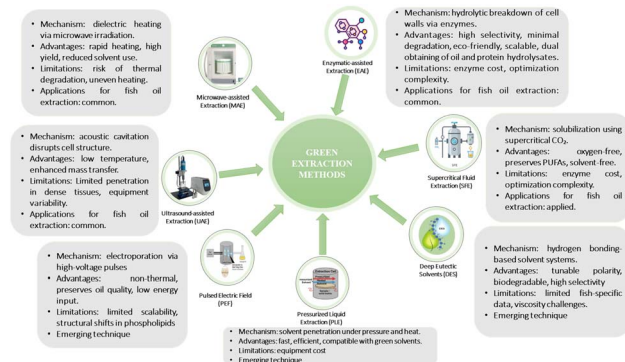 • Mechanism: dielectric heating
via microwave irradiation.
• Advantages: rapid heating, high
yield, reduced solvent use.
• Limitations: risk of thermal
degradation, uneven heating.
• Applications for fish oil
extraction: common.
Microwave-assisted
Extraction (MAE)
Enzymatic-assisted
Extraction (EAE)
• Mechanism: hydrolytic breakdown of cell
walls via enzymes.
• Advantages: high selectivity, minimal
degradation, eco-friendly, scalable, dual
obtaining of oil and protein hydrolysates.
• Limitations: enzyme cost, optimization
complexity.
• Applications for fish oil extraction:
common.
• Mechanism: acoustic cavitation
disrupts cell structure.
• Advantages: low temperature,
enhanced mass transfer.
• Limitations: Limited penetration
in dense tissues, equipment
variability.
• Applications for fish oil
extraction: common.
Ultrasound-assisted
Extraction (UAE)
GREEN
EXTRACTION
METHODS
Supercritical Fluid
Extraction (SFE)
• Mechanism: solubilization using
supercritical CO₂.
• Advantages: oxygen-free,
preserves PUFAs, solvent-free.
• Limitations: enzyme cost,
optimization complexity.
• Applications for fish oil
extraction: applied.
• Mechanism: electroporation via
high-voltage pulses
• Advantages: non-thermal,
preserves oil quality, low energy
input.
• Limitations: limited scalability,
structural shifts in phospholipids
• Emerging technique
Pulsed Electric Field
(PEF)
Pressurized Liquid
Extraction (PLE)
Deep Eutectic
Solvents (DES)
• Mechanism: hydrogen bonding-
based solvent systems.
• Advantages: tunable polarity,
biodegradable, high selectivity
• Limitations: limited fish-specific
data, viscosity challenges.
• Emerging technique
• Mechanism: solvent penetration under pressure and heat.
• Advantages: fast, efficient, compatible with green solvents.
• Limitations: equipment cost
• Emerging technique